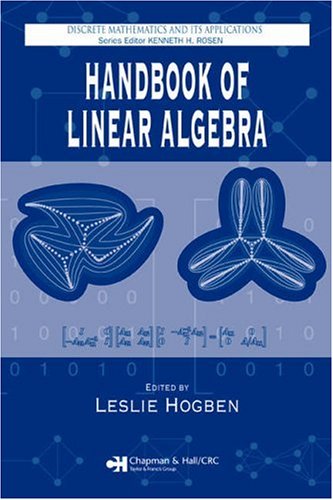 DISCRETE MATHEMATICS AND ITS APPLICATIONS
Series Editor KENNETH H. ROSEN
HANDBOOK OF
LINEAR ALGEBRA
EDITED BY
LESLIE HOGBEN
Chapman & Hall/CRC
Taylor & Francis Group